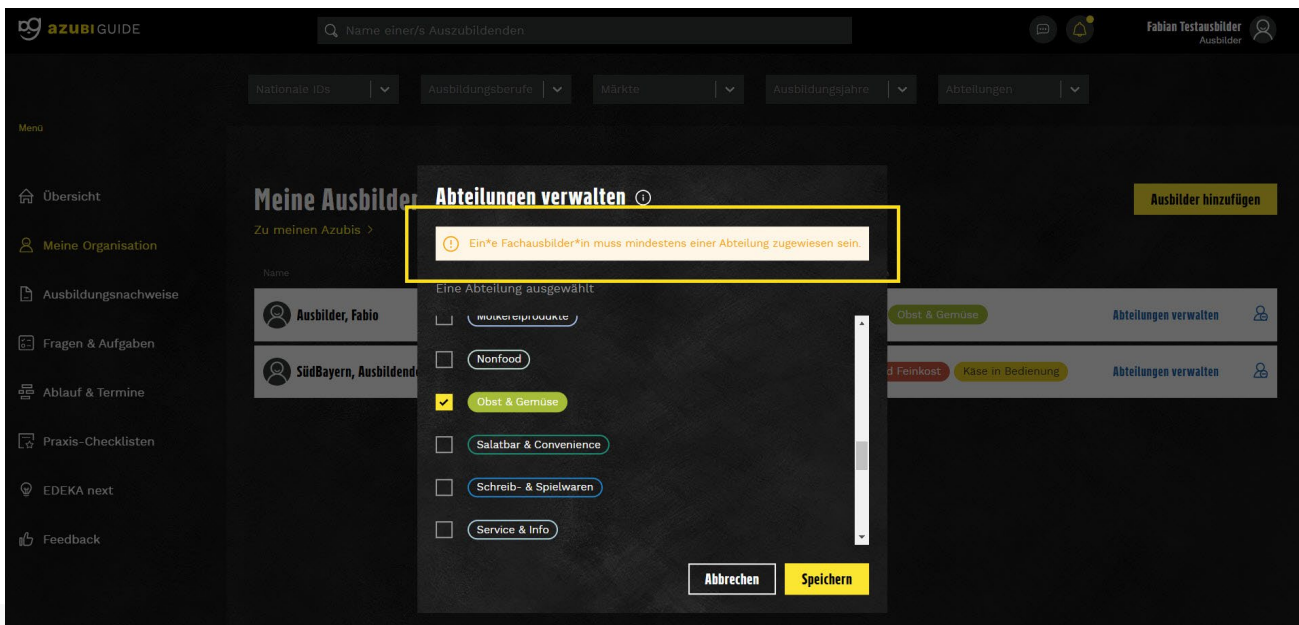 azubiGUIDE
Name einer/s Auszubildenden
Fabian Testausbilder
Ausbilder
Nationale IDs
Ausbildungsberufe
Märkte
Ausbildungsjahre
Abteilungen
Menü
Übersicht
Meine Organisation
Ausbildungsnachweise
Fragen & Aufgaben
Ablauf & Termine
Praxis-Checklisten
EDEKA next
Feedback
Meine Ausbilder
Zu meinen Azubis >
Ausbilder hinzufügen
Name
Ausbilder, Fabio
Obst & Gemüse
Abteilungen verwalten
SüdBayern,
d Feinkost
Käse in Bedienung
Abteilungen verwalten
Abteilungen verwalten
Ein*e Fachausbilder*in muss mindestens einer Abteilung zugewiesen sein.
Eine Abteilung ausgewählt
Molkereiprodukte
Nonfood
Obst & Gemüse
Salatbar & Convenience
Schreib- & Spielwaren
Service & Info
Abbrechen
Speichern